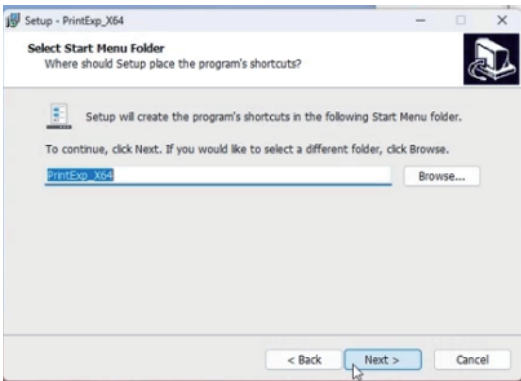 Setup - PrintExp_X64
Select Start Menu Folder
Where should Setup place the program's shortcuts?
Setup will create the program's shortcuts in the following Start Menu folder.
To continue, click Next. If you would like to select a different folder, click Browse.
PrintExp_X64
Browse...
< Back
Next >
Cancel